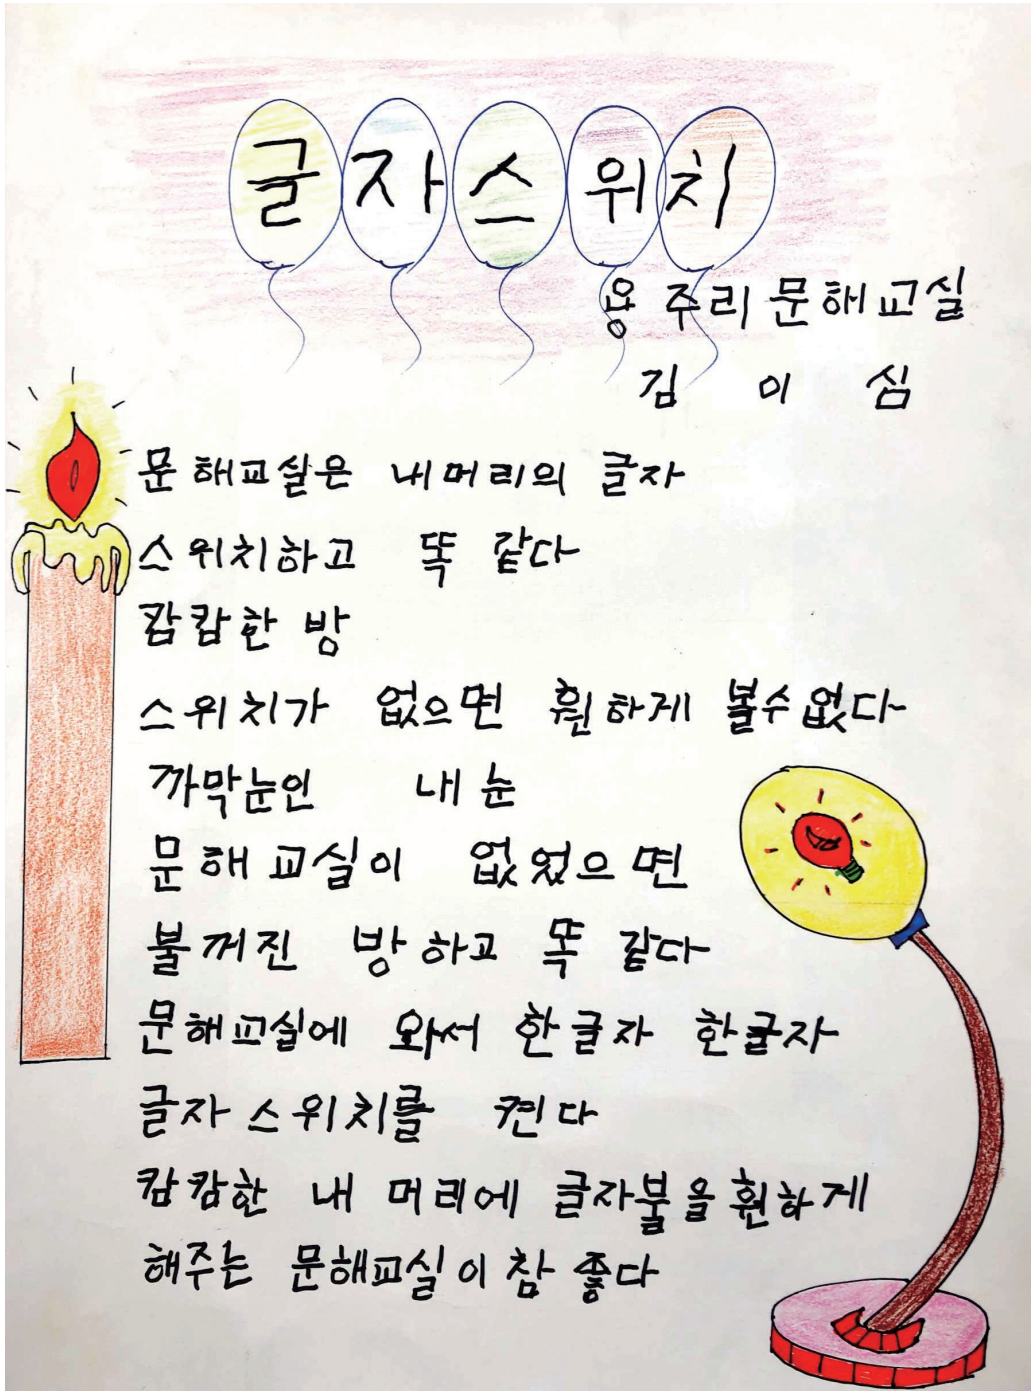 글자스위치
용주리문해교실
김 이 심
문해교실은 내머리의 글자
스위치하고 똑 같다
캄캄한 방
스위치가 없으면 훤하게 볼수없다
까막눈인 내 눈
문해교실이 없었으면
불꺼진 방하고 똑 같다
문해교실에 와서 한글자 한글자
글자스위치를 켠다
캄캄한 내 머리에 글자불을훤하게
해주는 문해교실이참 좋다